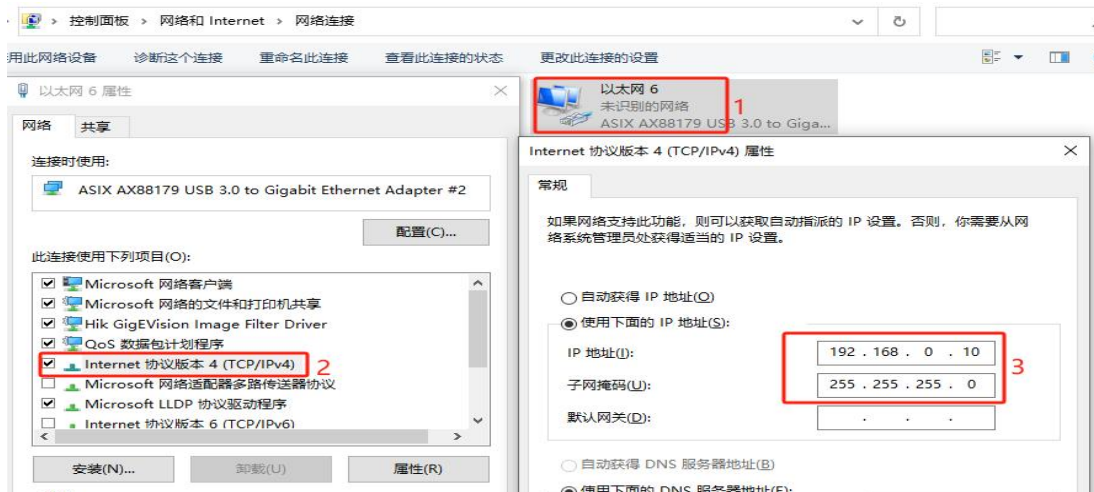 控制面板 > 网络和 Internet > 网络连接
用此网络设备 诊断这个连接 重命名此连接 查看此连接的状态 更改此连接的设置
以太网 6 属性
网络 共享
连接时使用:
ASIX AX88179 USB 3.0 to Gigabit Ethernet Adapter #2
配置(C)...
此连接使用下列项目(O):
Microsoft 网络客户端
Microsoft 网络的文件和打印机共享
Hik GigEVision Image Filter Driver
QoS 数据包计划程序
Internet 协议版本 4 (TCP/IPv4) 2
Microsoft 网络适配器多路传送器协议
Microsoft LLDP 协议驱动程序
Internet 协议版本 6 (TCP/IPv6)
安装(N)... 卸载(U) 属性(R)
以太网 6
未识别的网络 1
ASIX AX88179 USB 3.0 to Giga...
Internet 协议版本 4 (TCP/IPv4) 属性
常规
如果网络支持此功能，则可以获取自动指派的 IP 设置。否则，你需要从网
络系统管理员处获得适当的 IP 设置。
自动获得 IP 地址(O)
使用下面的 IP 地址(S):
IP 地址(I): 192 . 168 . 0 . 10
3
子网掩码(U): 255 . 255 . 255 . 0
默认网关(D): . . .
自动获得 DNS 服务器地址(B)
使用下面的 DNS 服务器地址(E):